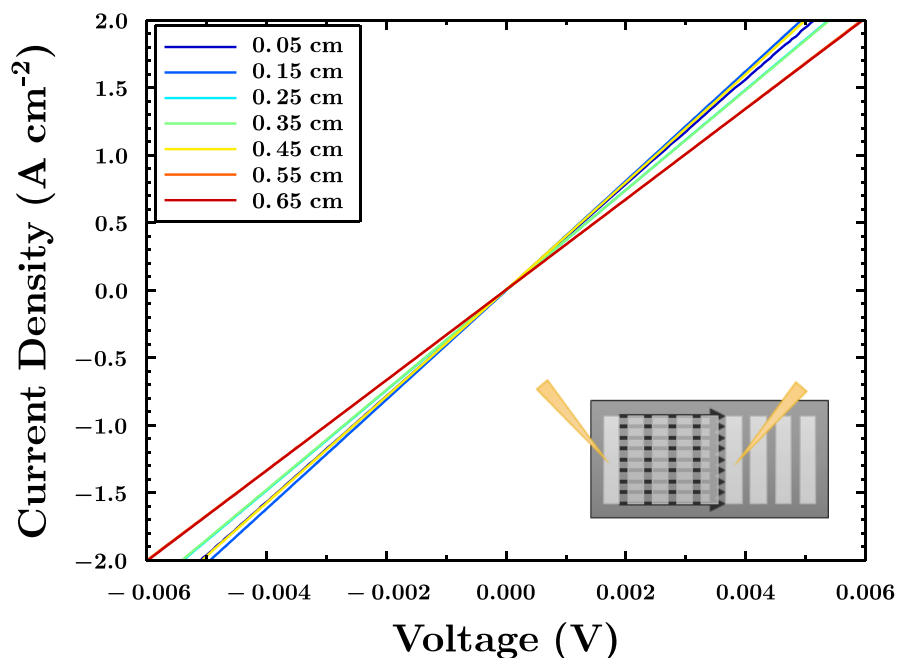 2.0
1.5
1.0
0.5
0.0
−0.5
−1.0
−1.5
−2.0
Current Density (A cm-2)
0.05 cm
0.15 cm
0.25 cm
0.35 cm
0.45 cm
0.55 cm
0.65 cm
−0.006 −0.004 −0.002 0.000 0.002 0.004 0.006
Voltage (V)